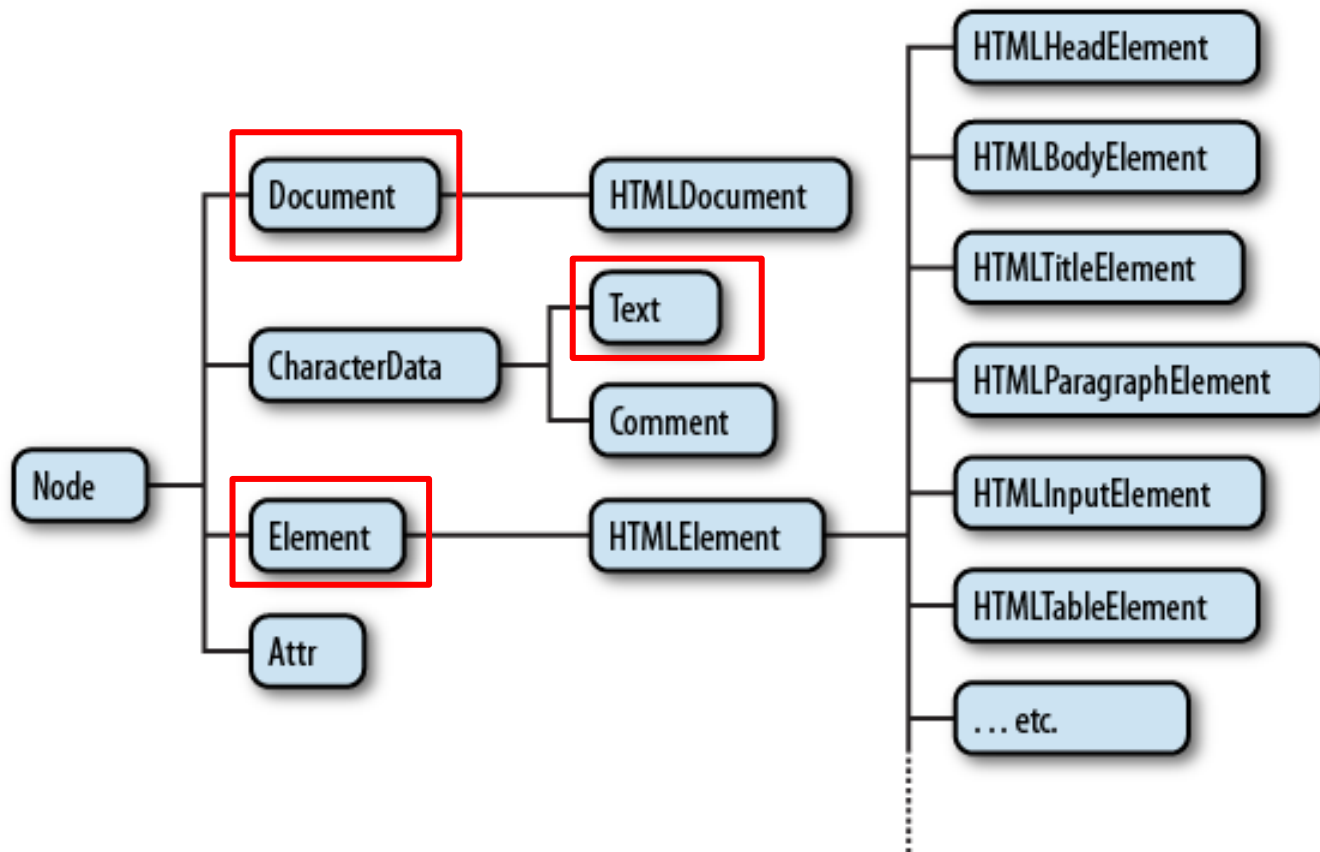 HTMLHeadElement
HTMLBodyElement
Document
HTMLDocument
HTMLTitleElement
Text
CharacterData
HTMLParagraphElement
Comment
Node
HTMLInputElement
Element
HTMLElement
HTMLTableElement
Attr
. . . etc.